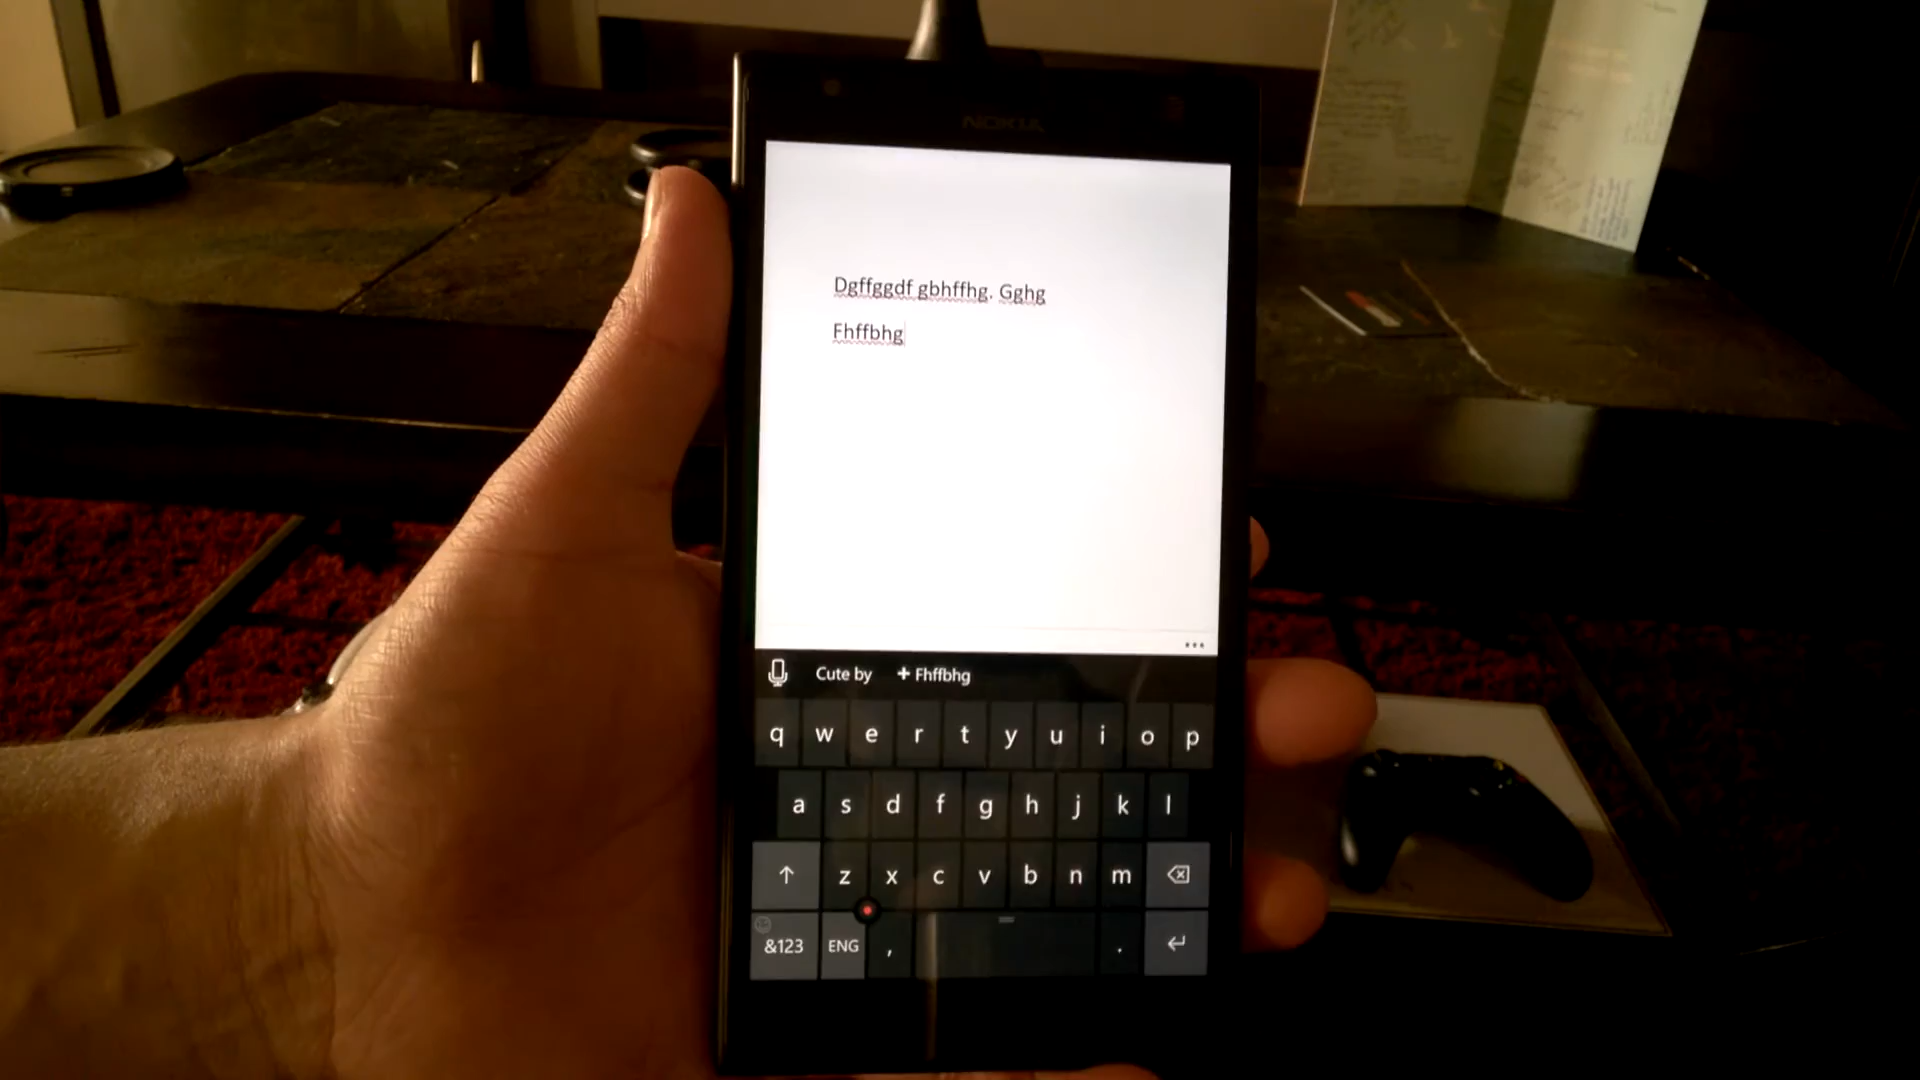 NOKIA
Dgffggdf gbhffhg. Gghg
Fhffbhg
Cute by + Fhffbhg
q w e r t y u i o p
a s d f g h j k l
↑ z x c v b n m
&123 ENG , .